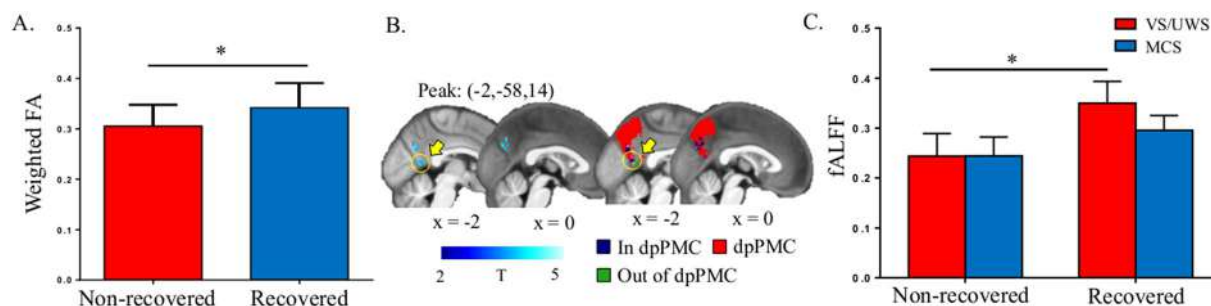 A.
Weighted FA
0.5
0.4
0.3
0.2
0.1
0.0
*
Non-recovered
Recovered
B.
Peak: (-2,-58,14)
x = -2
x = 0
x = -2
x = 0
2
T
5
In dpPMC
dpPMC
Out of dpPMC
C.
fALFF
0.5
0.4
0.3
0.2
0.1
0.0
*
VS/UWS
MCS
Non-recovered
Recovered